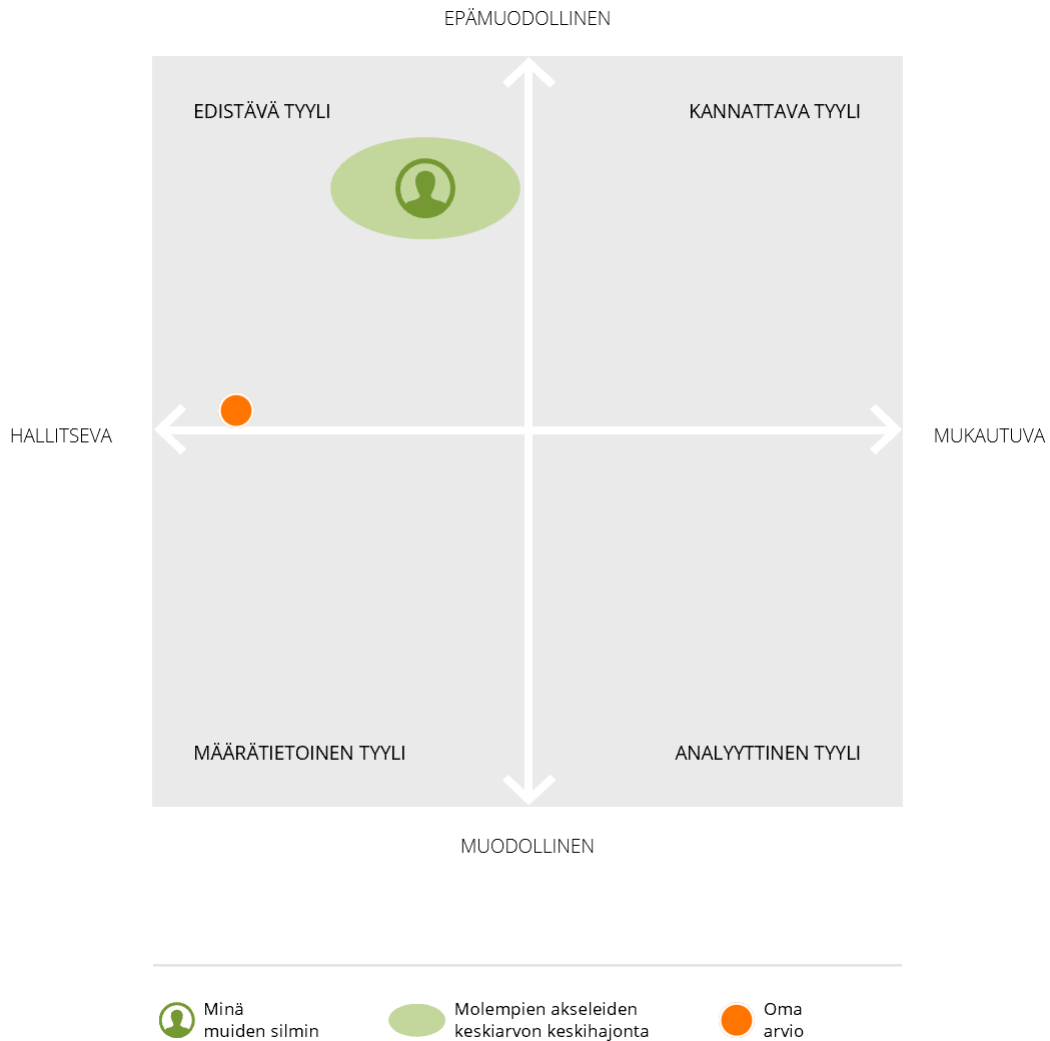 EPÄMUODOLLINEN
EDISTÄVÄ TYYLI
KANNATTAVA TYYLI
HALLITSEVA
MUKAUTUVA
MÄÄRÄTIETOINEN TYYLI
ANALYYTTINEN TYYLI
MUODOLLINEN
Minä
muiden silmin
Molempien akseleiden
keskiarvon keskihajonta
Oma
arvio